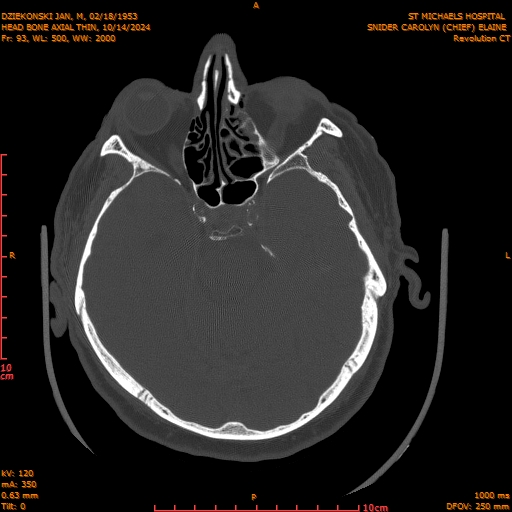 DZIEKONSKI JAN, M, 02/18/1953
HEAD BONE AXIAL THIN, 10/14/2024
Fr: 93, WL: 500, WW: 2000
A
ST MICHAELS HOSPITAL
SNIDER CAROLYN (CHIEF) ELAINE
Revolution CT
R
L
10
cm
kV: 120
mA: 350
0.63 mm
Tilt: 0
P
10cm
1000 ms
DFOV: 250 mm